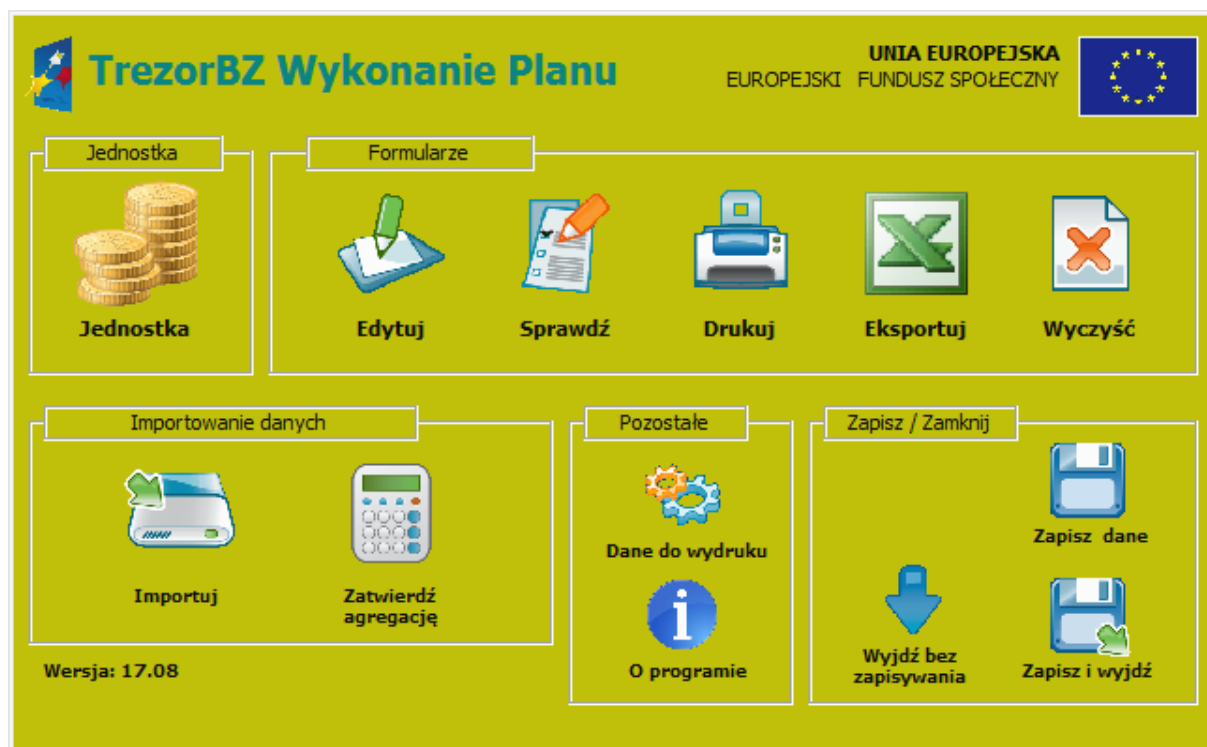 TrezorBZ Wykonanie Planu
UNIA EUROPEJSKA
EUROPEJSKI FUNDUSZ SPOŁECZNY
Jednostka
Formularze
Jednostka
Edytuj
Sprawdź
Drukuj
Eksportuj
Wyczyść
Importowanie danych
Pozostałe
Zapisz / Zamknij
Importuj
Zatwierdź
agregację
Dane do wydruku
O programie
Zapisz dane
Wyjdź bez
zapisywania
Zapisz i wyjdź
Wersja: 17.08